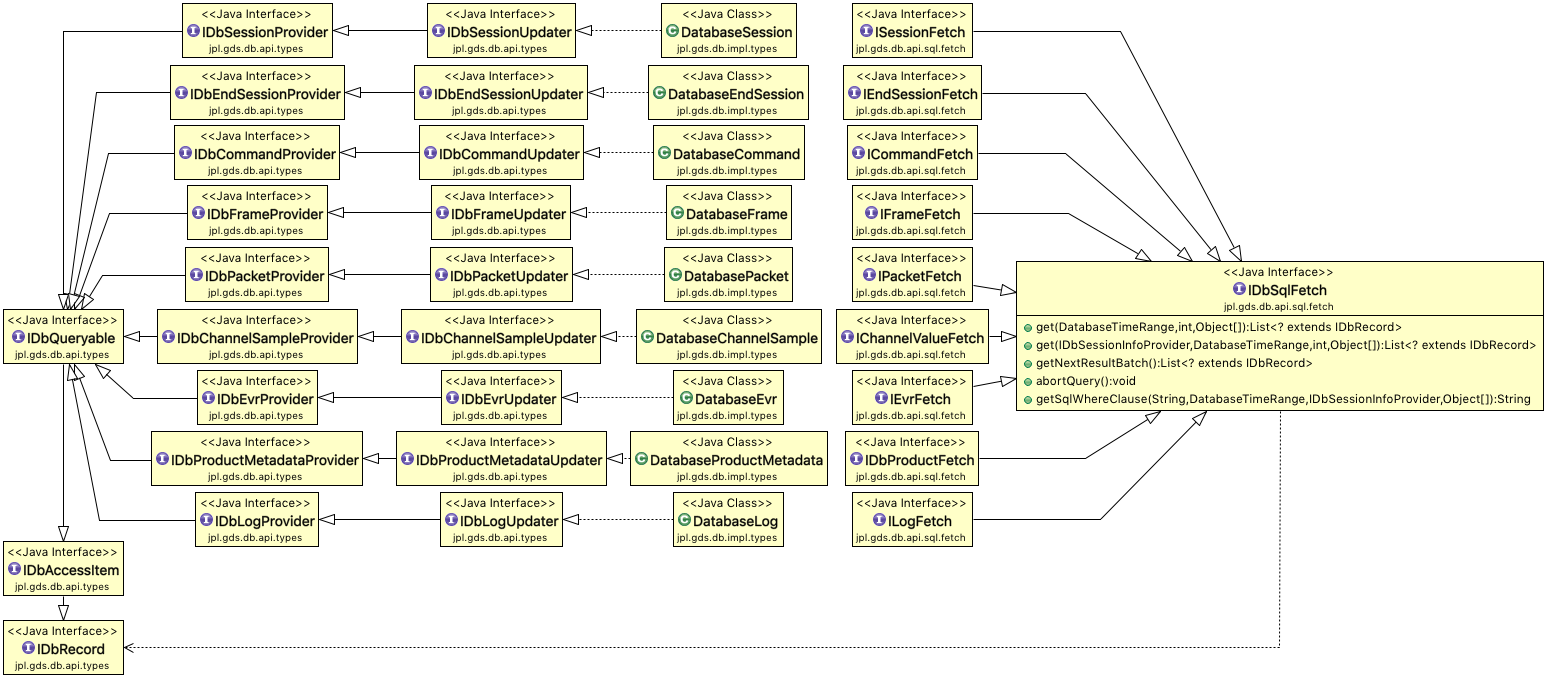 <<Java Interface>>
IDbSessionProvider
jpl.gds.db.api.types
<<Java Interface>>
IDbSessionUpdater
jpl.gds.db.api.types
<<Java Class>>
DatabaseSession
jpl.gds.db.impl.types
<<Java Interface>>
ISessionFetch
jpl.gds.db.api.sql.fetch
<<Java Interface>>
IDbEndSessionProvider
jpl.gds.db.api.types
<<Java Interface>>
IDbEndSessionUpdater
jpl.gds.db.api.types
<<Java Class>>
DatabaseEndSession
jpl.gds.db.impl.types
<<Java Interface>>
IEndSessionFetch
jpl.gds.db.api.sql.fetch
<<Java Interface>>
IDbCommandProvider
jpl.gds.db.api.types
<<Java Interface>>
IDbCommandUpdater
jpl.gds.db.api.types
<<Java Class>>
DatabaseCommand
jpl.gds.db.impl.types
<<Java Interface>>
ICommandFetch
jpl.gds.db.api.sql.fetch
<<Java Interface>>
IDbFrameProvider
jpl.gds.db.api.types
<<Java Interface>>
IDbFrameUpdater
jpl.gds.db.api.types
<<Java Class>>
DatabaseFrame
jpl.gds.db.impl.types
<<Java Interface>>
IFrameFetch
jpl.gds.db.api.sql.fetch
<<Java Interface>>
IDbPacketProvider
jpl.gds.db.api.types
<<Java Interface>>
IDbPacketUpdater
jpl.gds.db.api.types
<<Java Class>>
DatabasePacket
jpl.gds.db.impl.types
<<Java Interface>>
IPacketFetch
jpl.gds.db.api.sql.fetch
<<Java Interface>>
IDbSqlFetch
jpl.gds.db.api.sql.fetch
get(DatabaseTimeRange,int,Object[]):List<? extends IDbRecord>
get(IDbSessionInfoProvider,DatabaseTimeRange,int,Object[]):List<? extends IDbRecord>
getNextResultBatch():List<? extends IDbRecord>
abortQuery():void
getSqlWhereClause(String,DatabaseTimeRange,IDbSessionInfoProvider,Object[]):String
<<Java Interface>>
IDbQueryable
jpl.gds.db.api.types
<<Java Interface>>
IDbChannelSampleProvider
jpl.gds.db.api.types
<<Java Interface>>
IDbChannelSampleUpdater
jpl.gds.db.api.types
<<Java Class>>
DatabaseChannelSample
jpl.gds.db.impl.types
<<Java Interface>>
IChannelValueFetch
jpl.gds.db.api.sql.fetch
<<Java Interface>>
IDbEvrProvider
jpl.gds.db.api.types
<<Java Interface>>
IDbEvrUpdater
jpl.gds.db.api.types
<<Java Class>>
DatabaseEvr
jpl.gds.db.impl.types
<<Java Interface>>
IEvrFetch
jpl.gds.db.api.sql.fetch
<<Java Interface>>
IDbProductMetadataProvider
jpl.gds.db.api.types
<<Java Interface>>
IDbProductMetadataUpdater
jpl.gds.db.api.types
<<Java Class>>
DatabaseProductMetadata
jpl.gds.db.impl.types
<<Java Interface>>
IDbProductFetch
jpl.gds.db.api.sql.fetch
<<Java Interface>>
IDbLogProvider
jpl.gds.db.api.types
<<Java Interface>>
IDbLogUpdater
jpl.gds.db.api.types
<<Java Class>>
DatabaseLog
jpl.gds.db.impl.types
<<Java Interface>>
ILogFetch
jpl.gds.db.api.sql.fetch
<<Java Interface>>
IDbAccessItem
jpl.gds.db.api.types
<<Java Interface>>
IDbRecord
jpl.gds.db.api.types